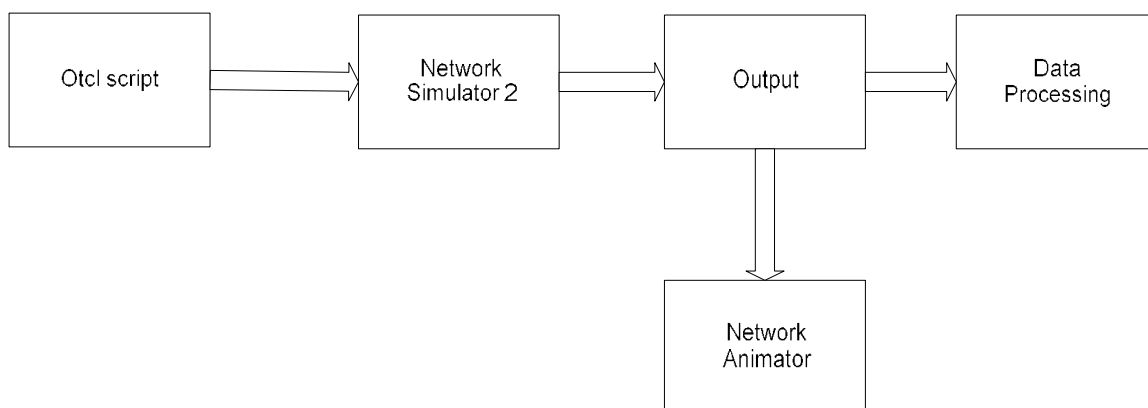 Otcl script
Network
Simulator 2
Output
Data
Processing
Network
Animator